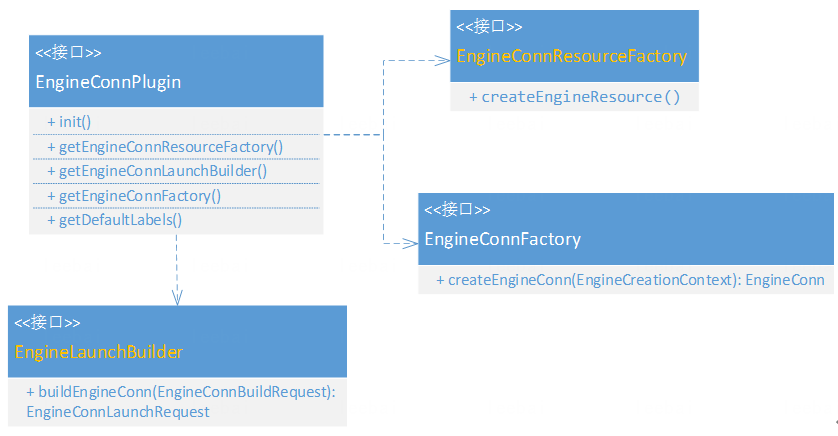 <<接口>>
EngineConnPlugin
+ init()
+ getEngineConnResourceFactory()
+ getEngineConnLaunchBuilder()
+ getEngineConnFactory()
+ getDefaultLabels()
<<接口>>
EngineConnResourceFactory
+ createEngineResource()
<<接口>>
EngineConnFactory
+ createEngineConn(EngineCreationContext): EngineConn
<<接口>>
EngineLaunchBuilder
+ buildEngineConn(EngineConnBuildRequest):
EngineConnLaunchRequest